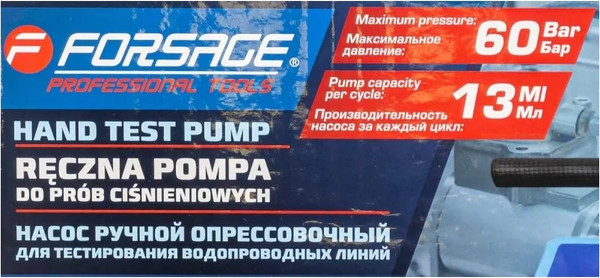 F FORSAGE®
PROFESSIONAL TOOLS
Maximum pressure:
Максимальное
давление:
60 Bar
Бар
Pump capacity
per cycle:
Производительность
насоса за каждый цикл:
13 Ml
Мл
HAND TEST PUMP
RĘCZNA POMPA
DO PRÓB CIŚNIENIOWYCH
НАСОС РУЧНОЙ ОПРЕССОВОЧНЫЙ
ДЛЯ ТЕСТИРОВАНИЯ ВОДОПРОВОДНЫХ ЛИНИЙ